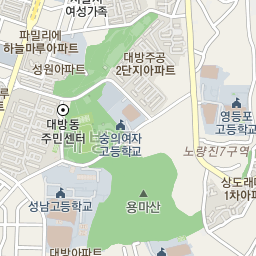 여성가족
파밀리에
하늘마루아파트
성원아파트
대방주공
2단지아파트
대방동
주민센터
숭의여자
고등학교
영등포
고등학교
노량진7구역
상도래미
1차아파
용마산
성남고등학교
대방아파트